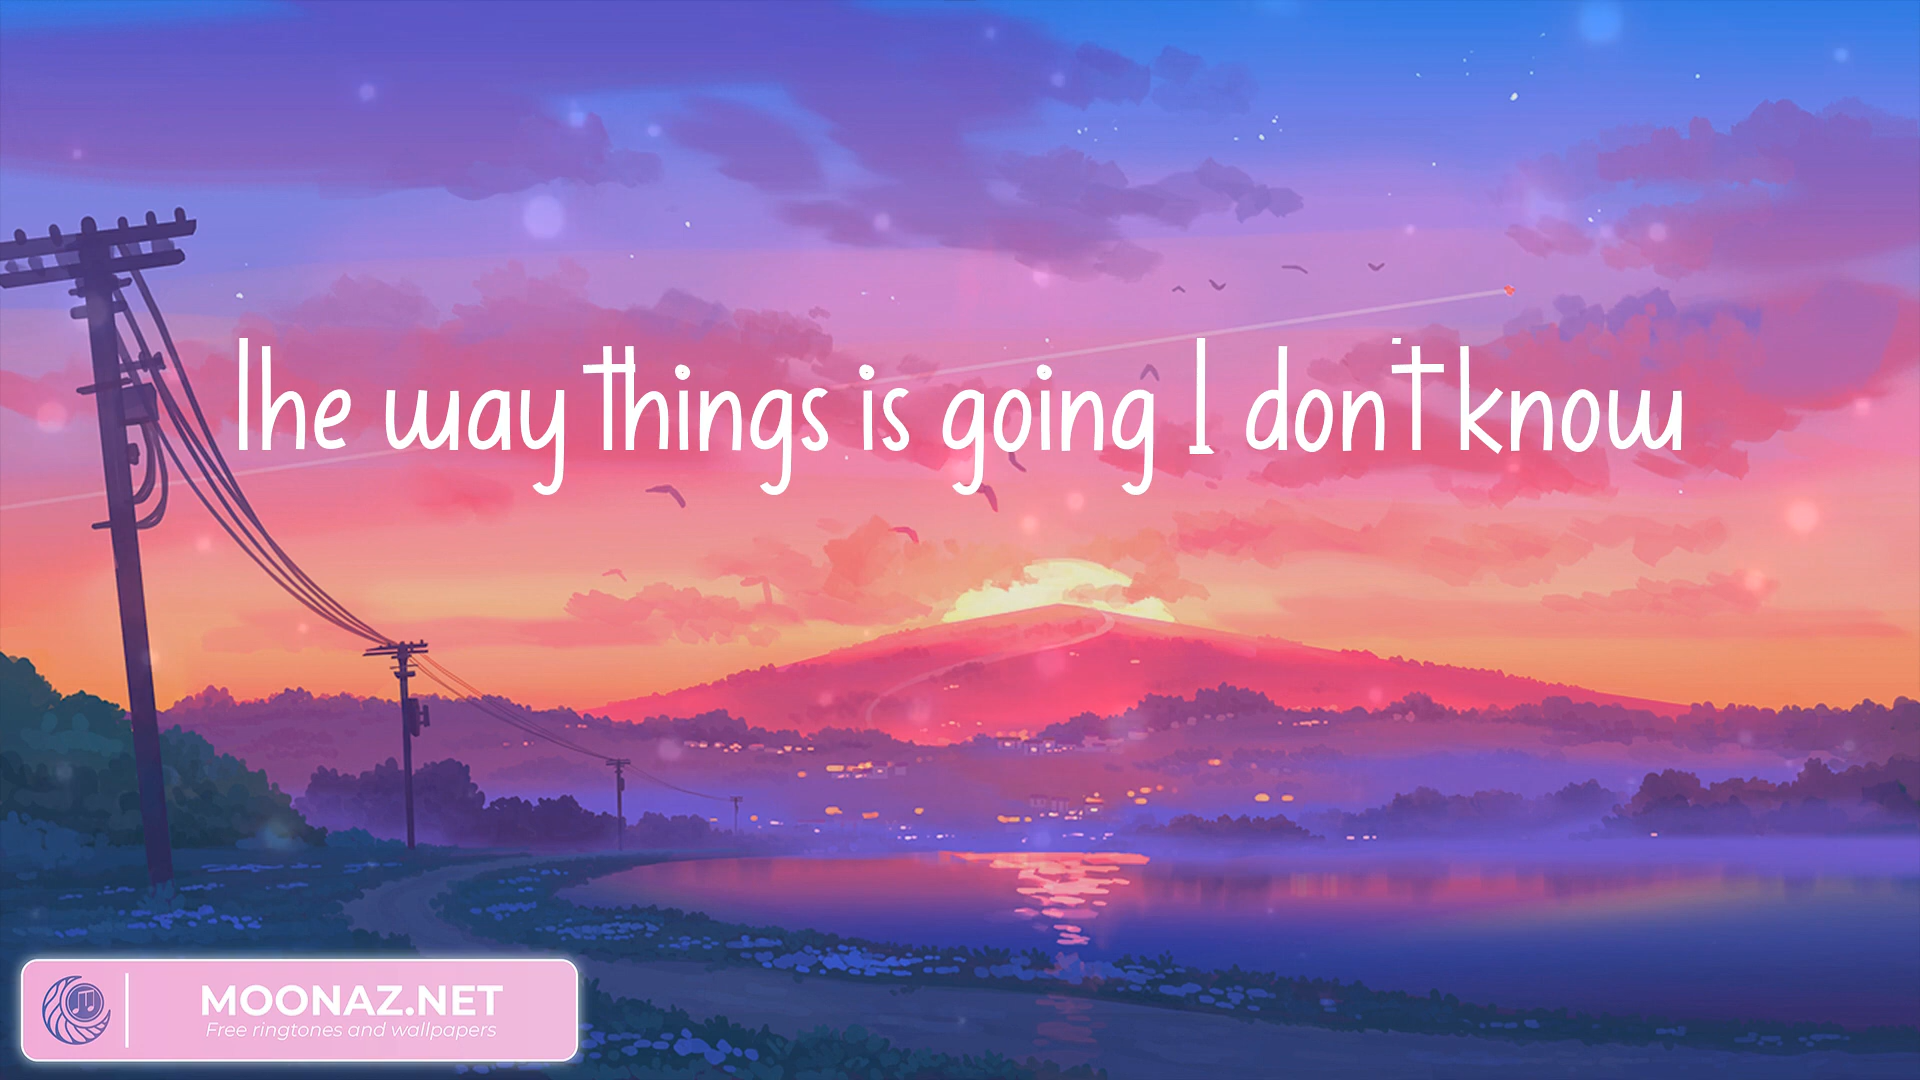 The way things is going I don't know
MOONAZ.NET
Free ringtones and wallpapers